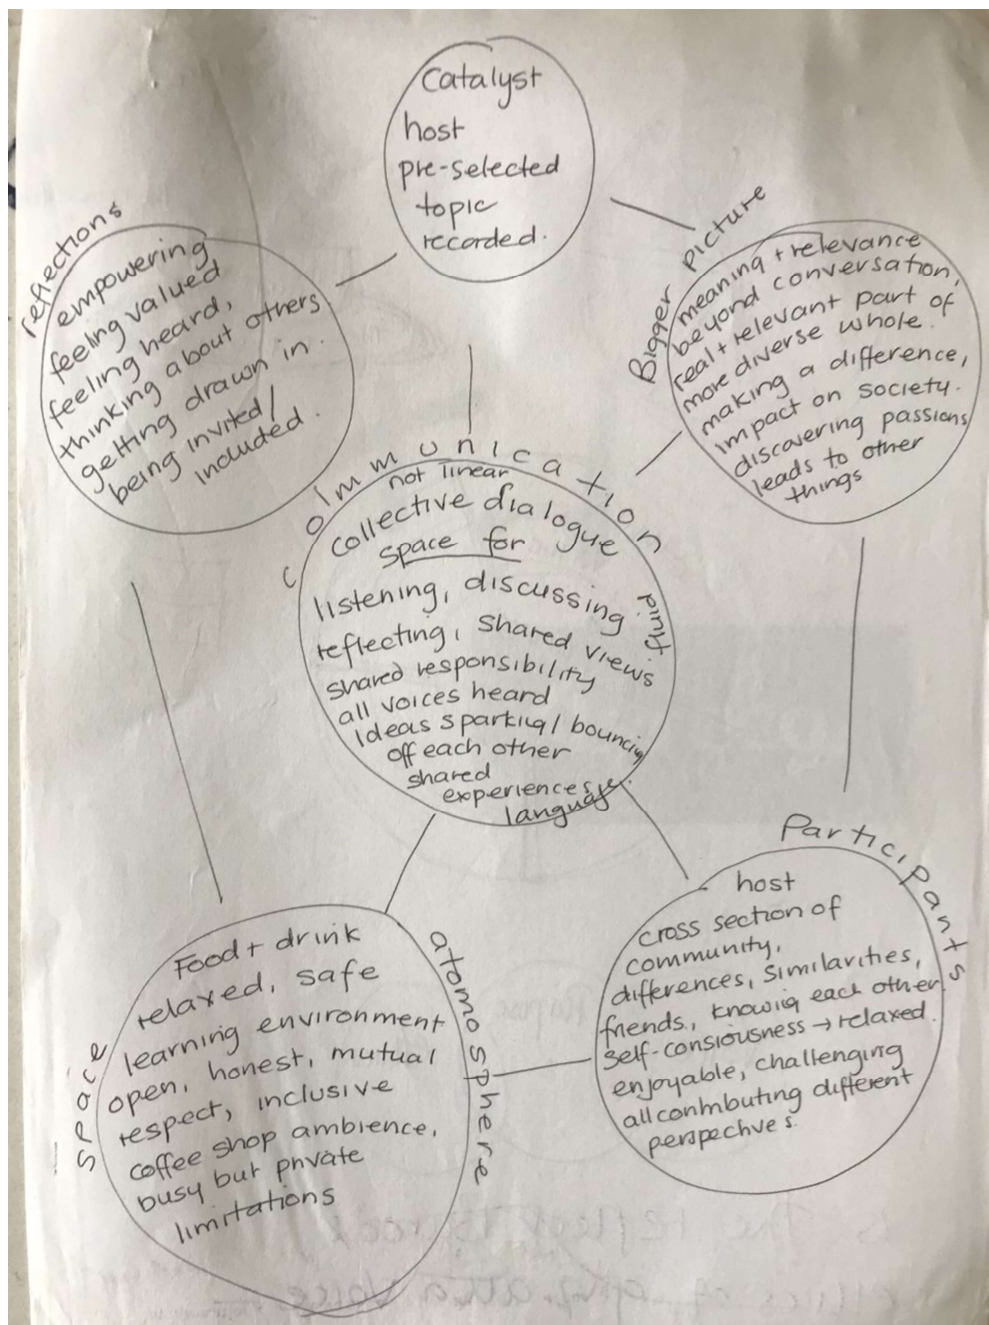 Catalyst
host
pre-selected
topic
recorded.
reflections
empowering
feeling valued
feeling heard,
thinking about others
getting drawn in.
being invited/
included.
Bigger picture
meaning + relevance
beyond conversation,
real + relevant part of
more diverse whole.
making a difference,
impact on society.
discovering passions
leads to other
things
communication
not linear
collective dialogue
space for
listening, discussing
fluid.
reflecting, shared views
shared responsibility
all voices heard
Ideas sparking/bouncing
off each other
shared
experiences,
language.
space
atomosphere
Food + drink
relaxed, safe
learning environment
open, honest, mutual
respect, inclusive
coffee shop ambience,
busy but private
limitations
Participants
host
cross section of
community,
differences, similarities,
friends, knowing each other
self-consiousness → relaxed.
enjoyable, challenging
all contributing different
perspectives.